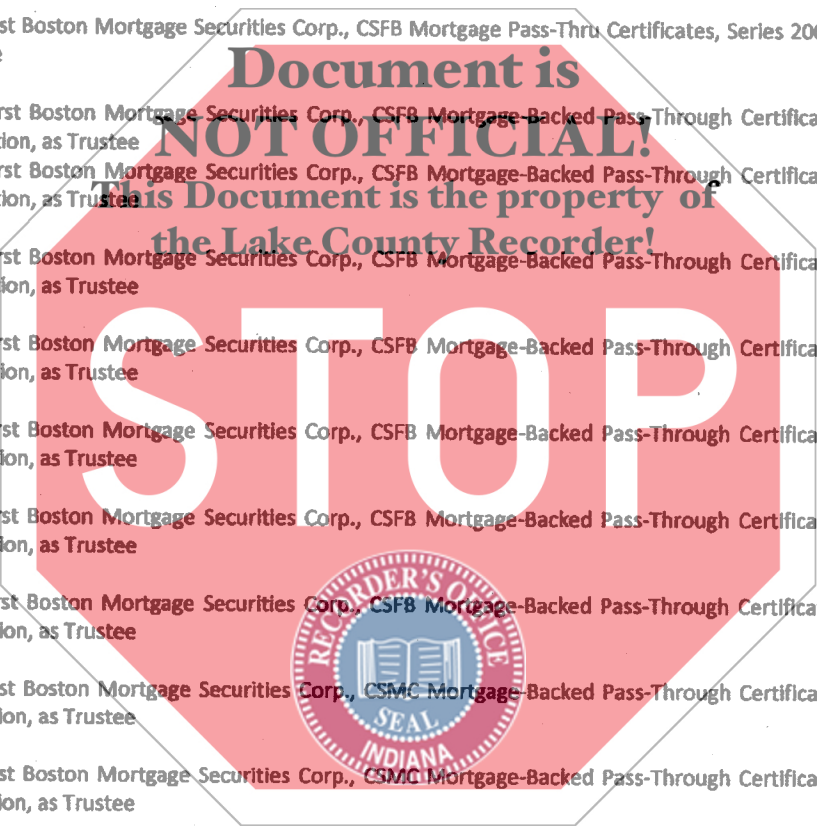 st Boston Mortgage Securities Corp., CSFB Mortgage Pass-Thru Certificates, Series 200
e
Document is
rst Boston Mortgage Securities Corp., CSFB Mortgage-Backed Pass-Through Certifica
tion, as Trustee
NOT OFFICIAL!
rst Boston Mortgage Securities Corp., CSFB Mortgage-Backed Pass-Through Certifica
ion, as Trustee
This Document is the property of
the Lake County Recorder!
rst Boston Mortgage Securities Corp., CSFB Mortgage-Backed Pass-Through Certifica
ion, as Trustee
rst Boston Mortgage Securities Corp., CSFB Mortgage-Backed Pass-Through Certifica
ion, as Trustee
STOP
st Boston Mortgage Securities Corp., CSFB Mortgage-Backed Pass-Through Certifica
ion, as Trustee
st Boston Mortgage Securities Corp., CSFB Mortgage-Backed Pass-Through Certifica
ion, as Trustee
st Boston Mortgage Securities Corp., CSFB Mortgage-Backed Pass-Through Certifica
ion, as Trustee
RECORDER'S OFFICE
SEAL
INDIANA
st Boston Mortgage Securities Corp., CSMC Mortgage-Backed Pass-Through Certifica
ion, as Trustee
st Boston Mortgage Securities Corp., CSMC Mortgage-Backed Pass-Through Certifica
ion, as Trustee